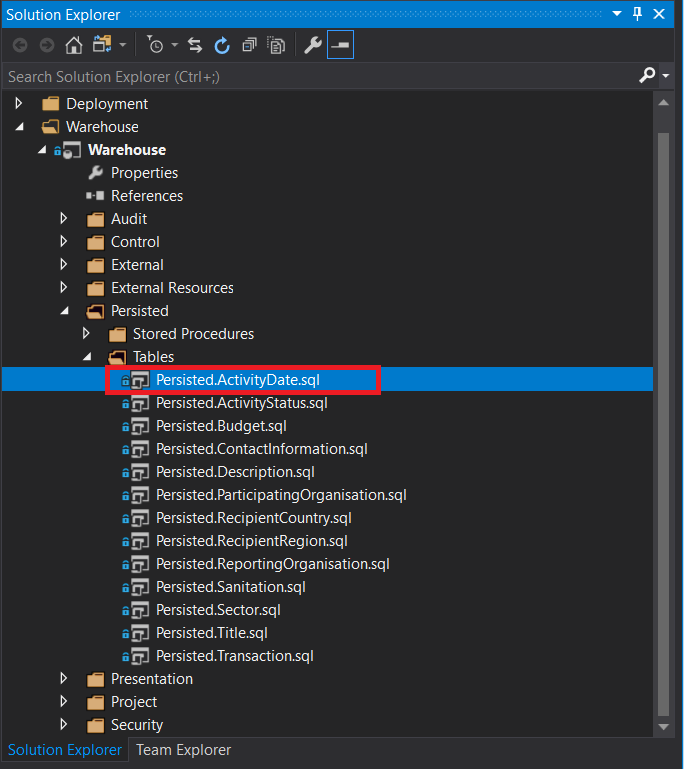 Solution Explorer
Search Solution Explorer (Ctrl+;)
Deployment
Warehouse
Warehouse
Properties
References
Audit
Control
External
External Resources
Persisted
Stored Procedures
Tables
Persisted.ActivityDate.sql
Persisted.ActivityStatus.sql
Persisted.Budget.sql
Persisted.ContactInformation.sql
Persisted.Description.sql
Persisted.ParticipatingOrganisation.sql
Persisted.RecipientCountry.sql
Persisted.RecipientRegion.sql
Persisted.ReportingOrganisation.sql
Persisted.Sanitation.sql
Persisted.Sector.sql
Persisted.Title.sql
Persisted.Transaction.sql
Presentation
Project
Security
Solution Explorer Team Explorer